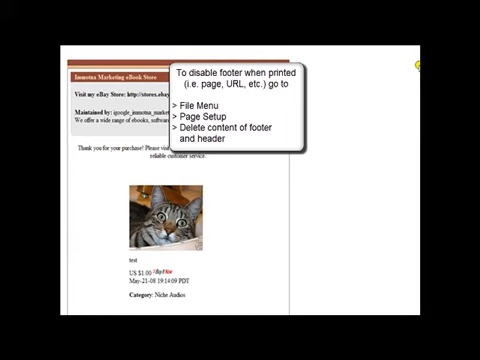 Inmotna Marketing eBook Store
To disable footer when printed
(i.e. page, URL, etc.) go to
Visit my eBay Store: http://stores.ebay
> File Menu
Maintained by: igoogle_inmotna_market
> Page Setup
We offer a wide range of ebooks, software
> Delete content of footer
and header
Thank you for your purchase! Please visit
reliable customer service.
test
US $1.00
May-21-08 19:14:09 PDT
Category: Niche Audios